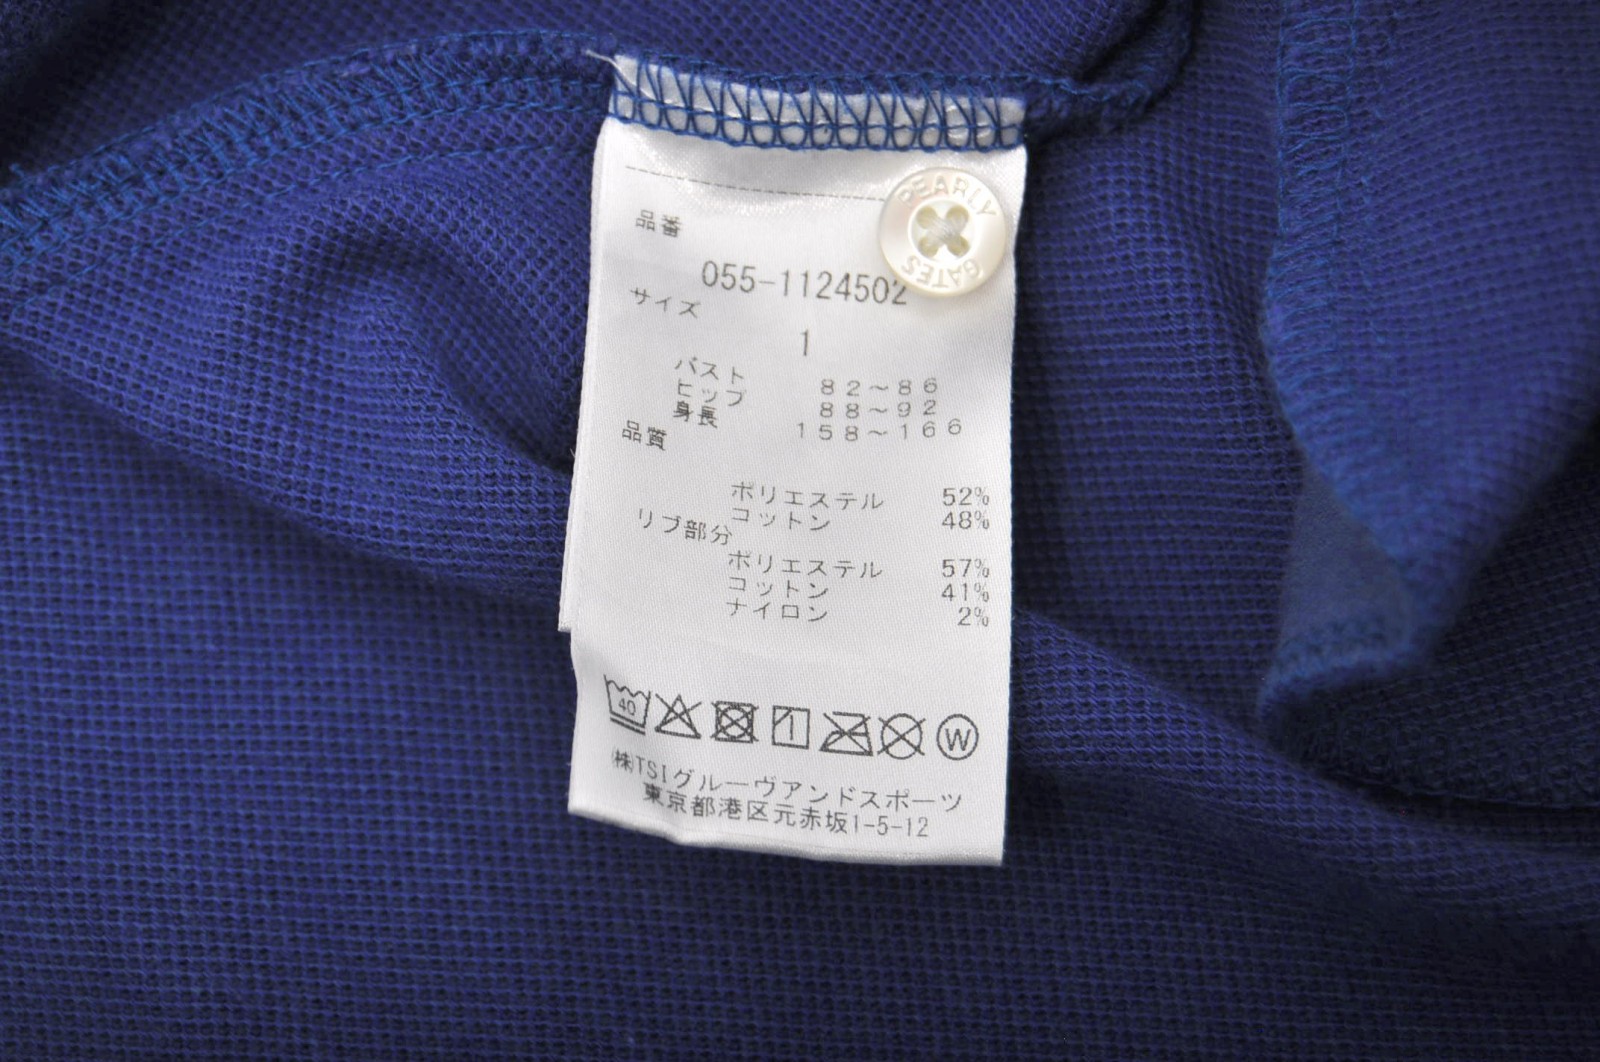 PEARLY
GATES
品番
055-1124502
サイズ
1
バスト 82～86
ヒップ 88～92
身長 158～166
品質
ポリエステル 52%
コットン 48%
リブ部分
ポリエステル 57%
コットン 41%
ナイロン 2%
40
W
㈱TSIグルーヴアンドスポーツ
東京都港区元赤坂1-5-12